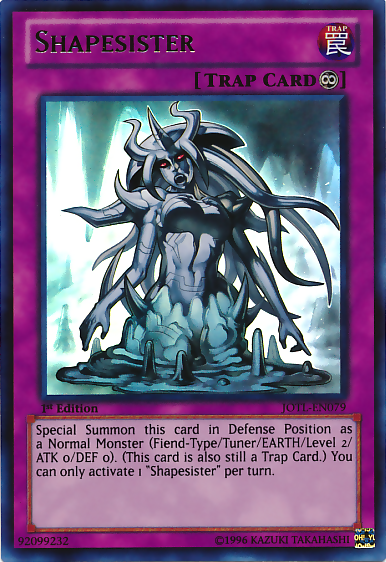 SHAPESISTER
TRAP
罠
[TRAP CARD∞]
1st Edition
JOTL-EN079
Special Summon this card in Defense Position as
a Normal Monster (Fiend-Type/Tuner/EARTH/Level 2/
ATK 0/DEF 0). (This card is also still a Trap Card.) You
can only activate 1 "Shapesister" per turn.
92099232
©1996 KAZUKI TAKAHASHI